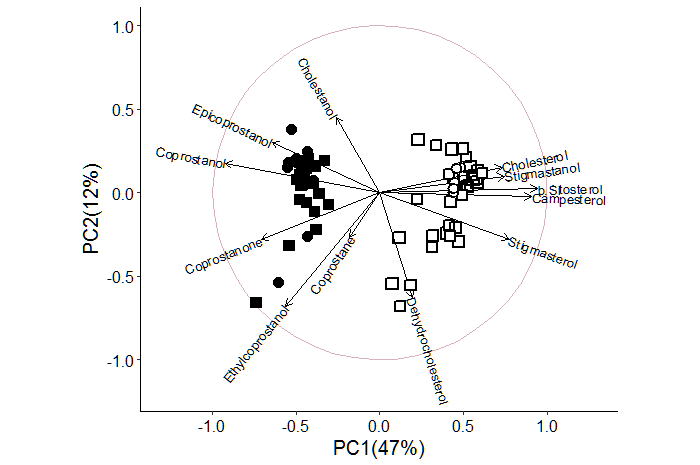 1.0
0.5
0.0
-0.5
-1.0
PC2(12%)
Cholestanol
Epicoprostanol
Coprostanol
Coprostanone
Coprostane
Ethylcoprostanol
Dehydrocholesterol
Cholesterol
Stigmastanol
b Sitosterol
Campesterol
Stigmasterol
-1.0 -0.5 0.0 0.5 1.0
PC1(47%)